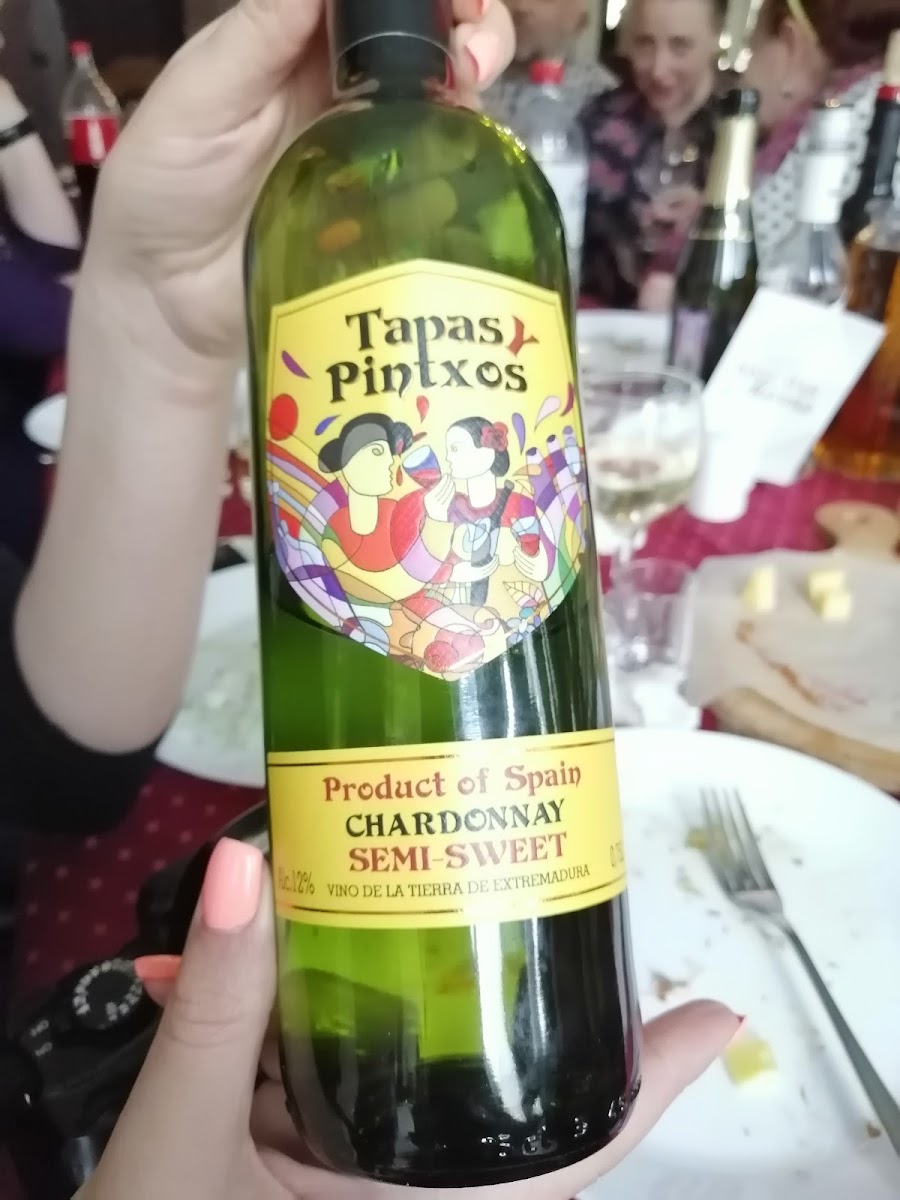 Tapas y
Pintxos
Product of Spain
CHARDONNAY
SEMI-SWEET
Alc.12%
VINO DE LA TIERRA DE EXTREMADURA